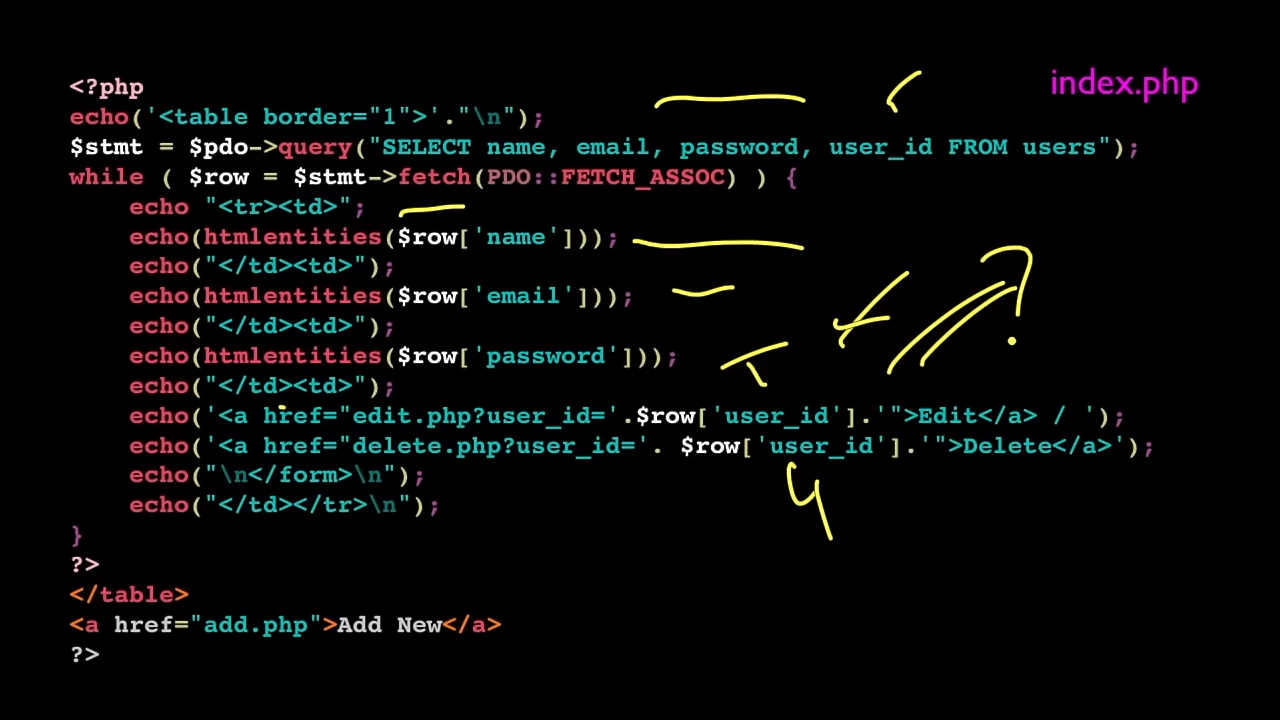 index.php
<?php
echo('<table border="1">'."\n");
$stmt = $pdo->query("SELECT name, email, password, user_id FROM users");
while ( $row = $stmt->fetch(PDO::FETCH_ASSOC) ) {
    echo "<tr><td>";
    echo(htmlentities($row['name']));
    echo("</td><td>");
    echo(htmlentities($row['email']));
    echo("</td><td>");
    echo(htmlentities($row['password']));
    echo("</td><td>");
    echo('<a href="edit.php?user_id='.$row['user_id'].'">Edit</a> / ');
    echo('<a href="delete.php?user_id='. $row['user_id'].'">Delete</a>');
    echo("\n</form>\n");
    echo("</td></tr>\n");
}
?>
</table>
<a href="add.php">Add New</a>
?>